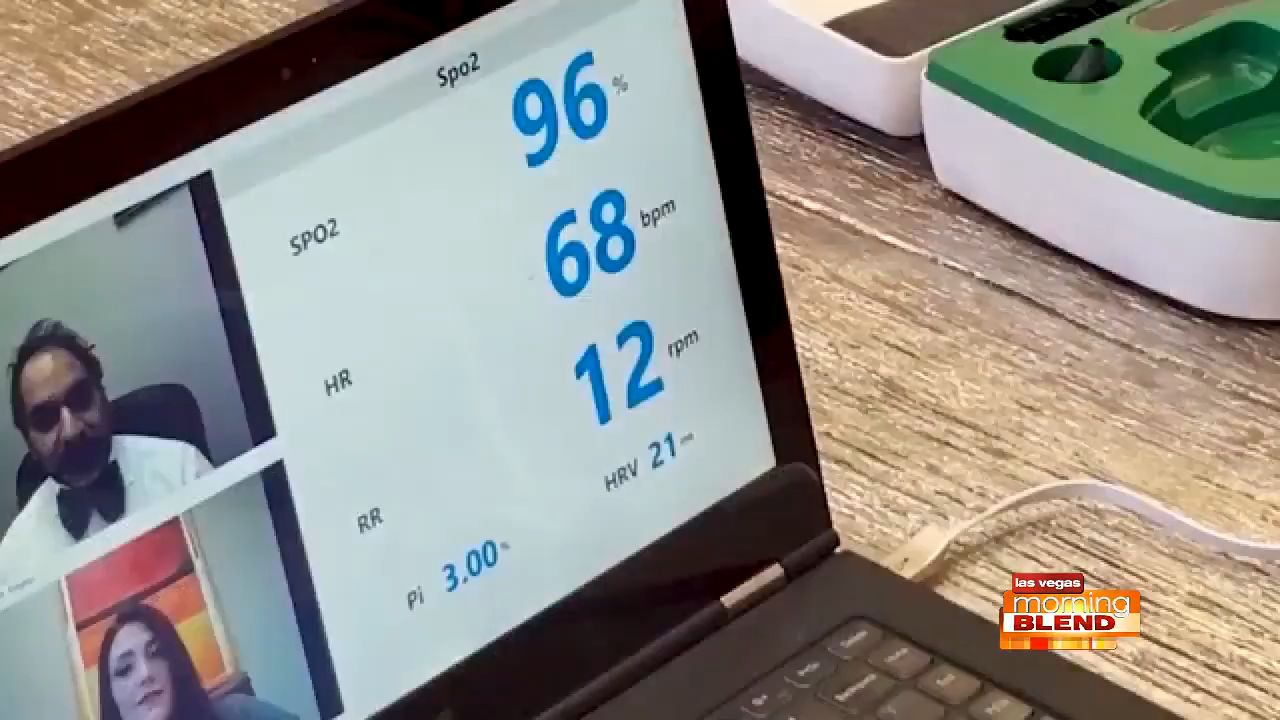 Spo2
96 %
SPO2
68 bpm
HR
12 rpm
HRV 21
RR
Pi 3.00
las vegas
morning
BLEND